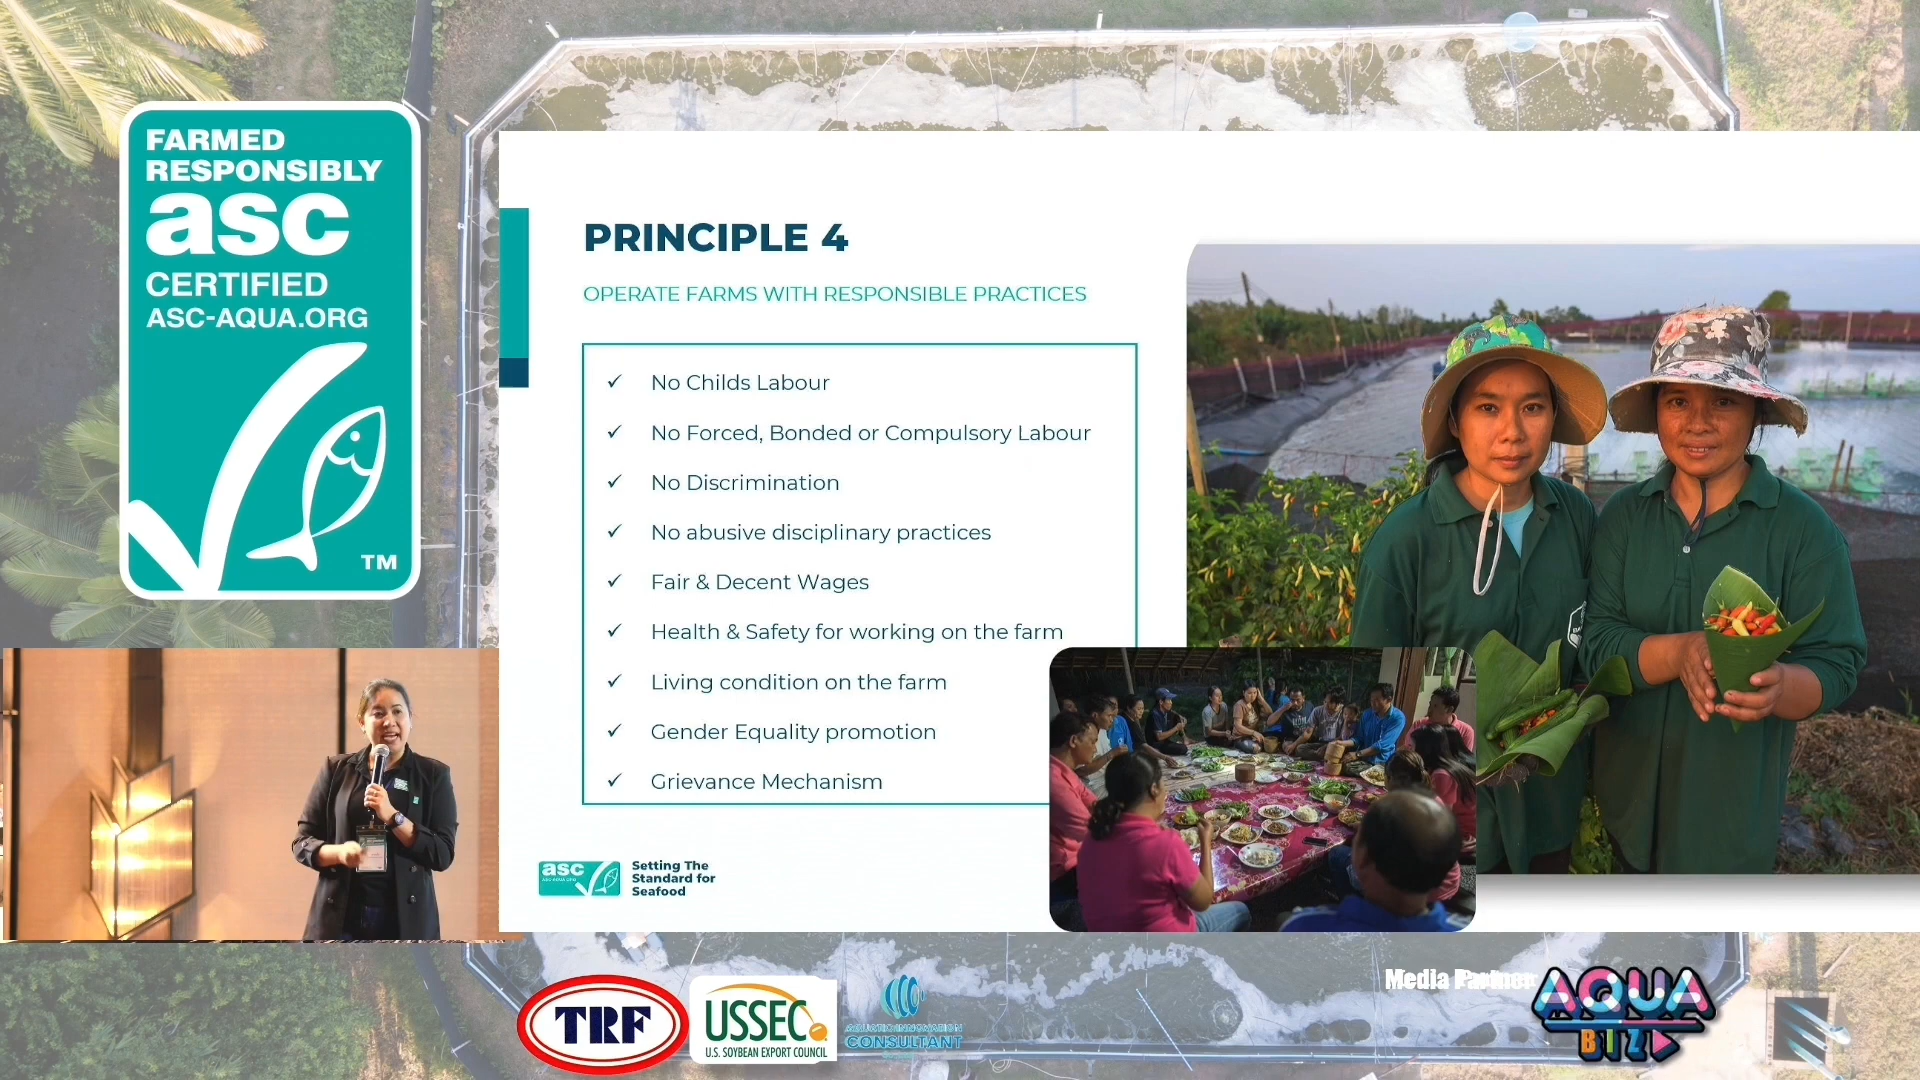 FARMED
RESPONSIBLY
asc
CERTIFIED
ASC-AQUA.ORG
TM
PRINCIPLE 4
OPERATE FARMS WITH RESPONSIBLE PRACTICES
✓ No Childs Labour
✓ No Forced, Bonded or Compulsory Labour
✓ No Discrimination
✓ No abusive disciplinary practices
✓ Fair & Decent Wages
✓ Health & Safety for working on the farm
✓ Living condition on the farm
✓ Gender Equality promotion
✓ Grievance Mechanism
asc
Setting The
Standard for
Seafood
TRF
USSEC
U.S. SOYBEAN EXPORT COUNCIL
AQUATIC INNOVATION
CONSULTANT
Media Partner
AQUA
BIZ